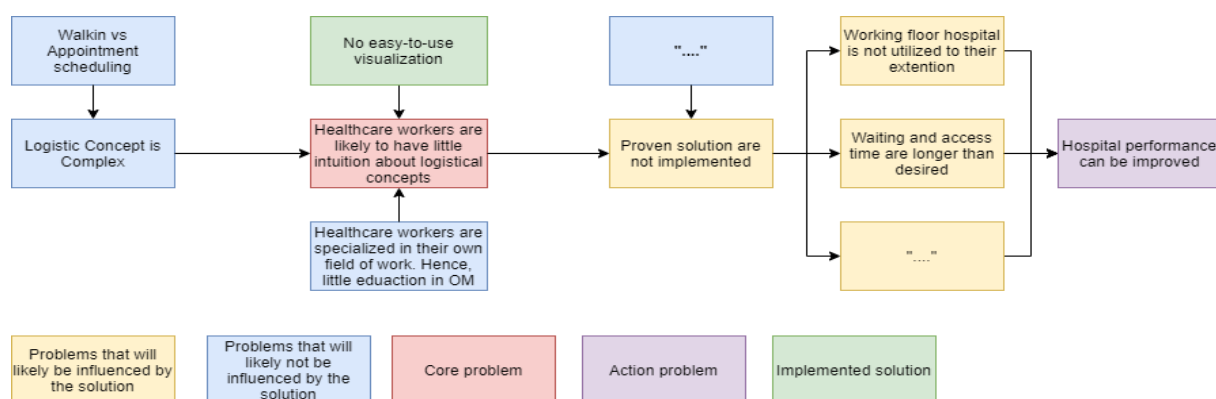 Walkin vs
Appointment
scheduling
No easy-to-use
visualization
"...."
Working floor hospital
is not utilized to their
extention
Logistic Concept is
Complex
Healthcare workers are
likely to have little
intuition about logistical
concepts
Proven solution are
not implemented
Waiting and access
time are longer than
desired
Hospital performance
can be improved
Healthcare workers are
specialized in their own
field of work. Hence,
little eduaction in OM
"...."
Problems that will
likely be influenced by
the solution
Problems that will
likely not be
influenced by the
solution
Core problem
Action problem
Implemented solution